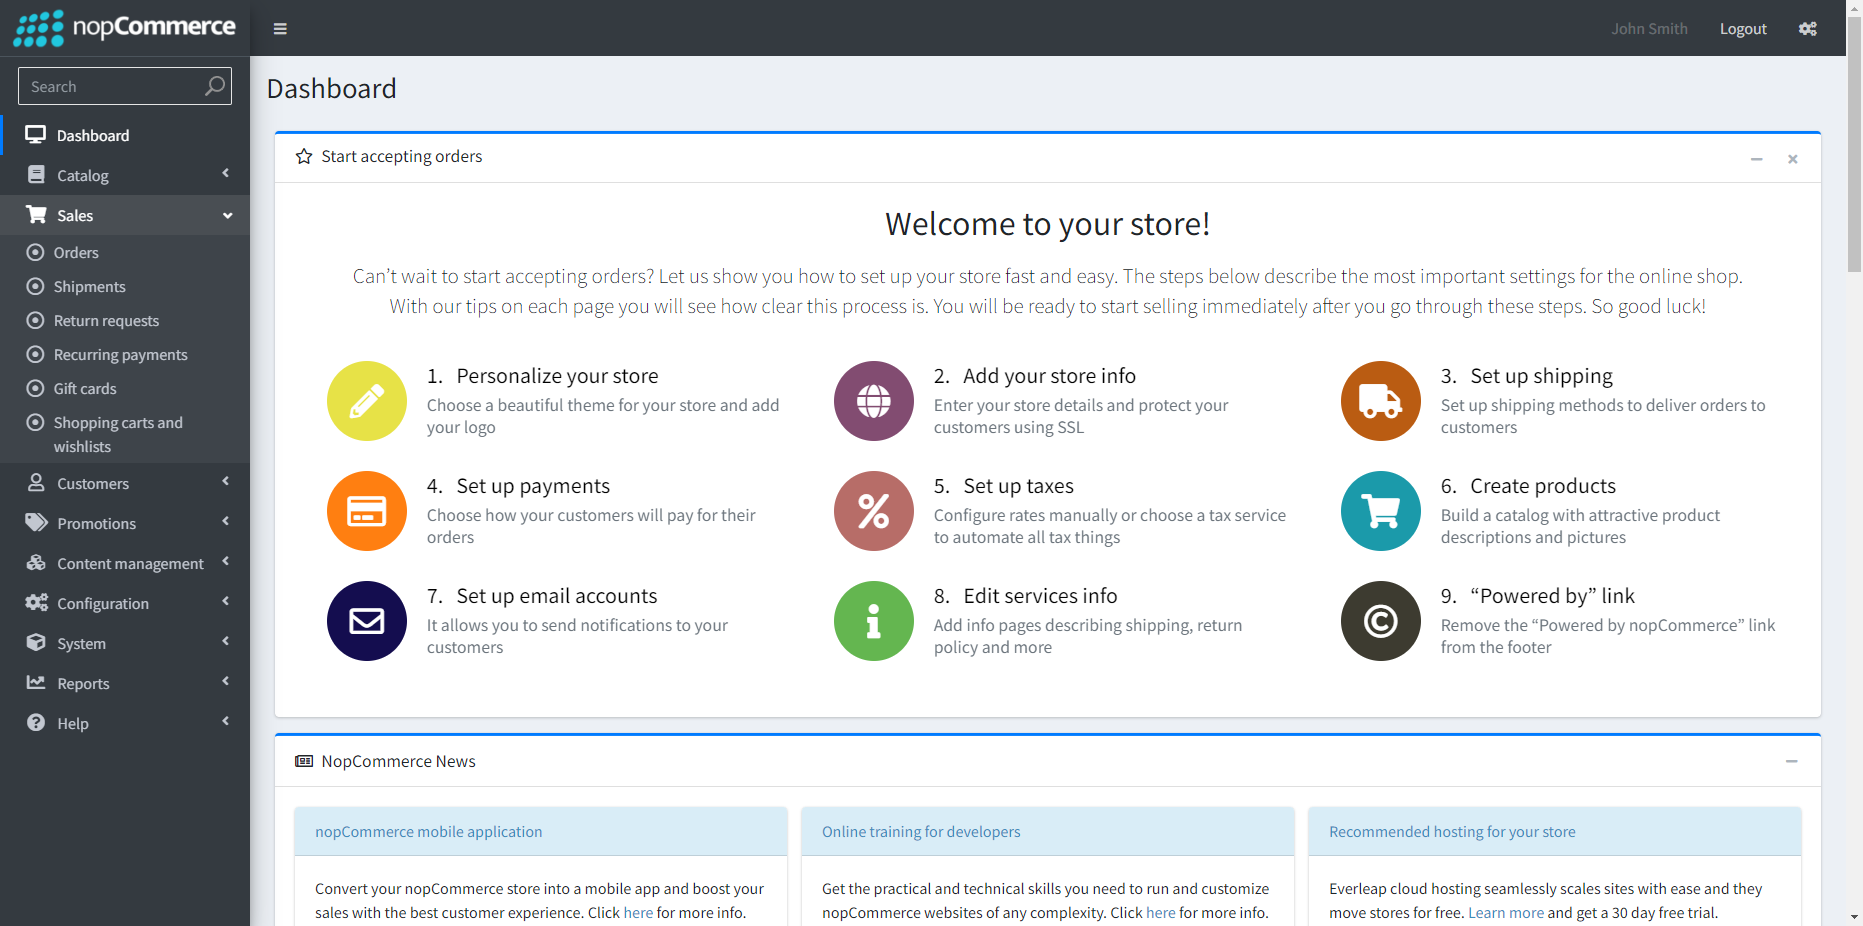 nopCommerce
John Smith
Logout
Search
Dashboard
Catalog
Sales
Orders
Shipments
Return requests
Recurring payments
Gift cards
Shopping carts and
wishlists
Customers
Promotions
Content management
Configuration
System
Reports
Help
Dashboard
Start accepting orders
Welcome to your store!
Can’t wait to start accepting orders? Let us show you how to set up your store fast and easy. The steps below describe the most important settings for the online shop.
With our tips on each page you will see how clear this process is. You will be ready to start selling immediately after you go through these steps. So good luck!
1. Personalize your store
Choose a beautiful theme for your store and add
your logo
2. Add your store info
Enter your store details and protect your
customers using SSL
3. Set up shipping
Set up shipping methods to deliver orders to
customers
4. Set up payments
Choose how your customers will pay for their
orders
5. Set up taxes
Configure rates manually or choose a tax service
to automate all tax things
6. Create products
Build a catalog with attractive product
descriptions and pictures
7. Set up email accounts
It allows you to send notifications to your
customers
8. Edit services info
Add info pages describing shipping, return
policy and more
9. “Powered by” link
Remove the “Powered by nopCommerce” link
from the footer
NopCommerce News
nopCommerce mobile application
Convert your nopCommerce store into a mobile app and boost your
sales with the best customer experience. Click here for more info.
Online training for developers
Get the practical and technical skills you need to run and customize
nopCommerce websites of any complexity. Click here for more info.
Recommended hosting for your store
Everleap cloud hosting seamlessly scales sites with ease and they
move stores for free. Learn more and get a 30 day free trial.